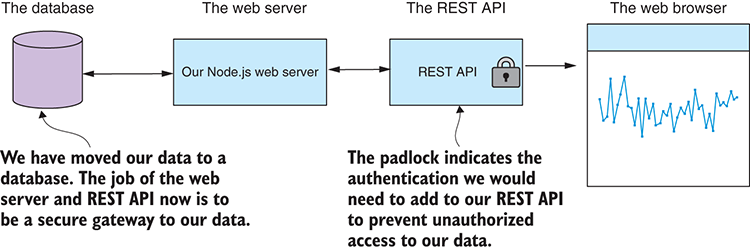 The database
The web server
The REST API
The web browser
Our Node.js web server
REST API
We have moved our data to a
database. The job of the web
server and REST API now is to
be a secure gateway to our data.
The padlock indicates the
authentication we would
need to add to our REST API
to prevent unauthorized
access to our data.